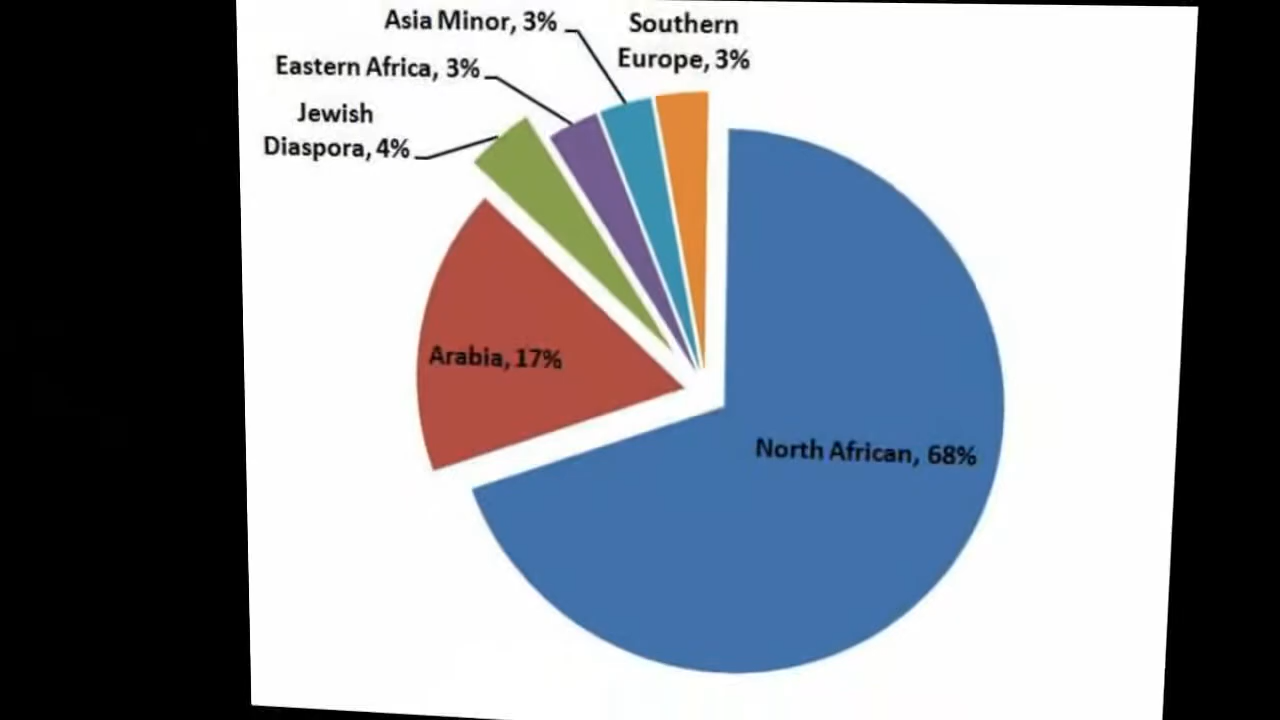 Asia Minor, 3%
Southern
Europe, 3%
Eastern Africa, 3%
Jewish
Diaspora, 4%
Arabia, 17%
North African, 68%